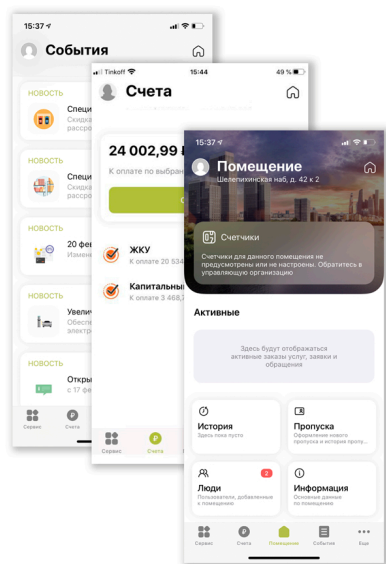 15:37
События
НОВОСТЬ
Специ
Скидка
рассро
НОВОСТЬ
Специ
Скидка
рассро
НОВОСТЬ
20 фев
Измен
НОВОСТЬ
Увелич
Обеспе
электр
НОВОСТЬ
Откры
с 17 фе
Сервис
Счета
Tinkoff
15:44
49 %
Счета
24 002,99
К оплате по выбран
ЖКУ
К оплате 20 534
Капитальны
К оплате 3 468,
Сервис
Счета
15:37
Помещение
Шелепихинская наб, д. 42 к 2
Счетчики
Счетчики для данного помещения не
предусмотрены или не настроены. Обратитесь в
управляющую организацию
Активные
Здесь будут отображаться
активные заказы услуг, заявки и
обращения
История
Здесь пока пусто
Пропуска
Оформление нового
пропуска и история пропу...
Люди
2
Пользователи, добавленные
к помещению
Информация
Основные данные
по помещению
Сервис
Счета
Помещение
События
Еще